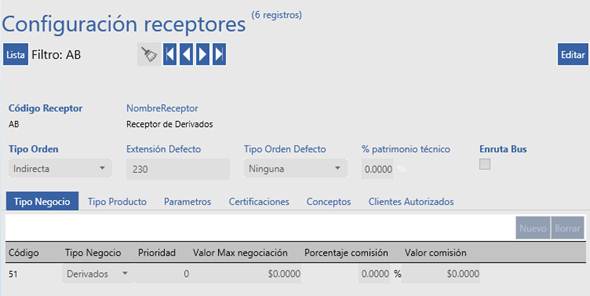 Configuración receptores (6 registros)
Lista Filtro: AB Editar
Código Receptor NombreReceptor
AB Receptor de Derivados
Tipo Orden Extensión Defecto Tipo Orden Defecto % patrimonio técnico Enruta Bus
Indirecta 230 Ninguna 0.0000 %
Tipo Negocio Tipo Producto Parametros Certificaciones Conceptos Clientes Autorizados
Nuevo Borrar
Código Tipo Negocio Prioridad Valor Max negociación Porcentaje comisión Valor comisión
51 Derivados 0 $0.0000 0.0000 % $0.0000